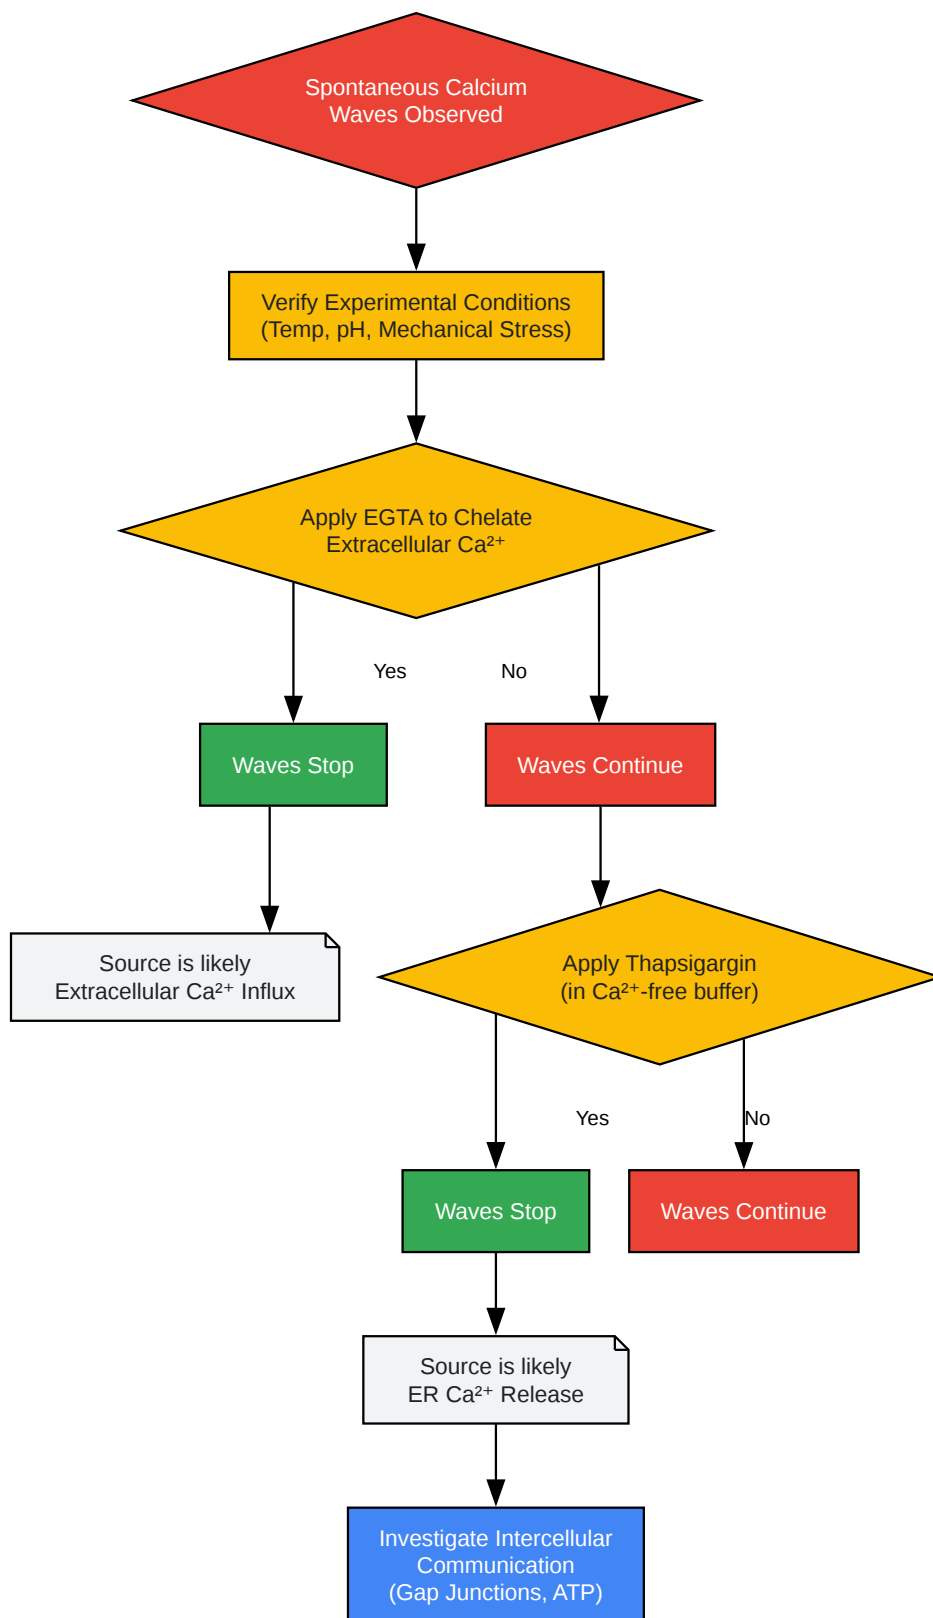 Spontaneous Calcium
Waves Observed
Verify Experimental Conditions
(Temp, pH, Mechanical Stress)
Apply EGTA to Chelate
Extracellular Ca²⁺
Yes
No
Waves Stop
Waves Continue
Source is likely
Extracellular Ca²⁺ Influx
Apply Thapsigargin
(in Ca²⁺-free buffer)
Yes
No
Waves Stop
Waves Continue
Source is likely
ER Ca²⁺ Release
Investigate Intercellular
Communication
(Gap Junctions, ATP)